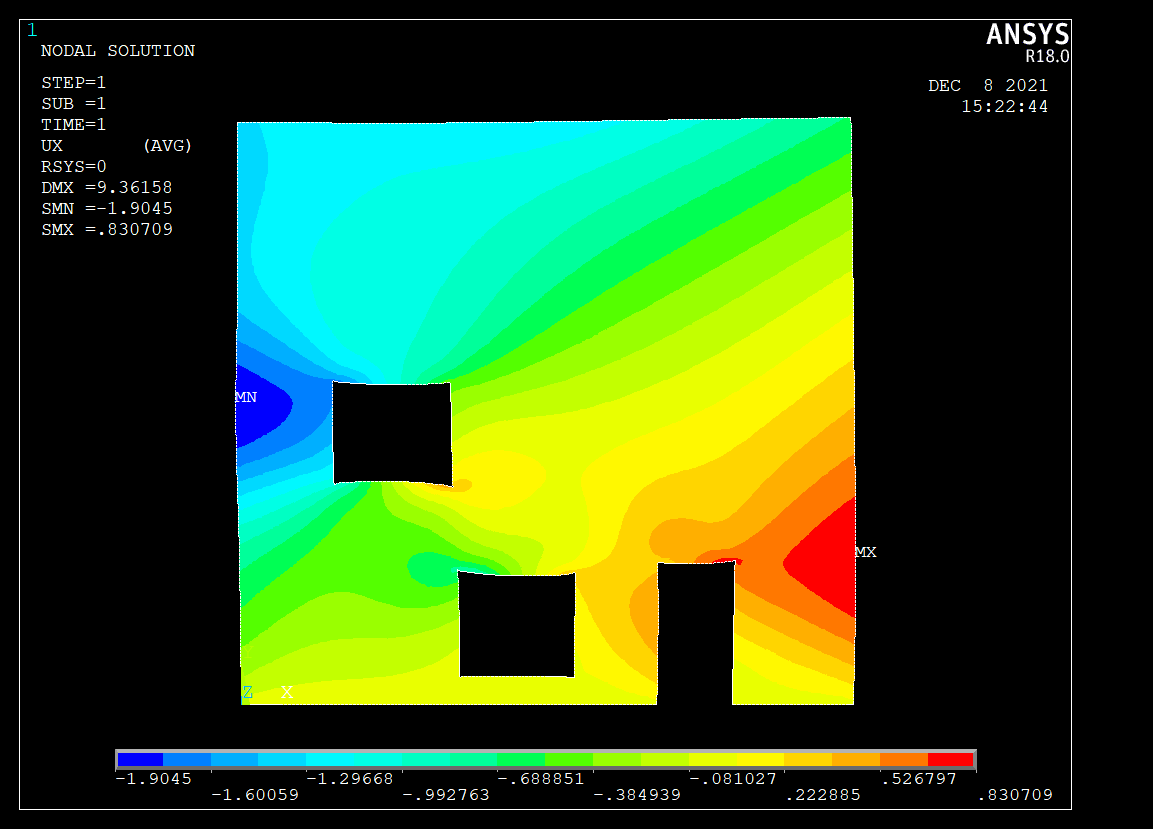 1
ANSYS
R18.0
NODAL SOLUTION
DEC 8 2021
15:22:44
STEP=1
SUB =1
TIME=1
UX (AVG)
RSYS=0
DMX =9.36158
SMN =-1.9045
SMX =.830709
MN
MX
Z X
-1.9045 -1.29668 -.688851 -.081027 .526797
-1.60059 -.992763 -.384939 .222885 .830709